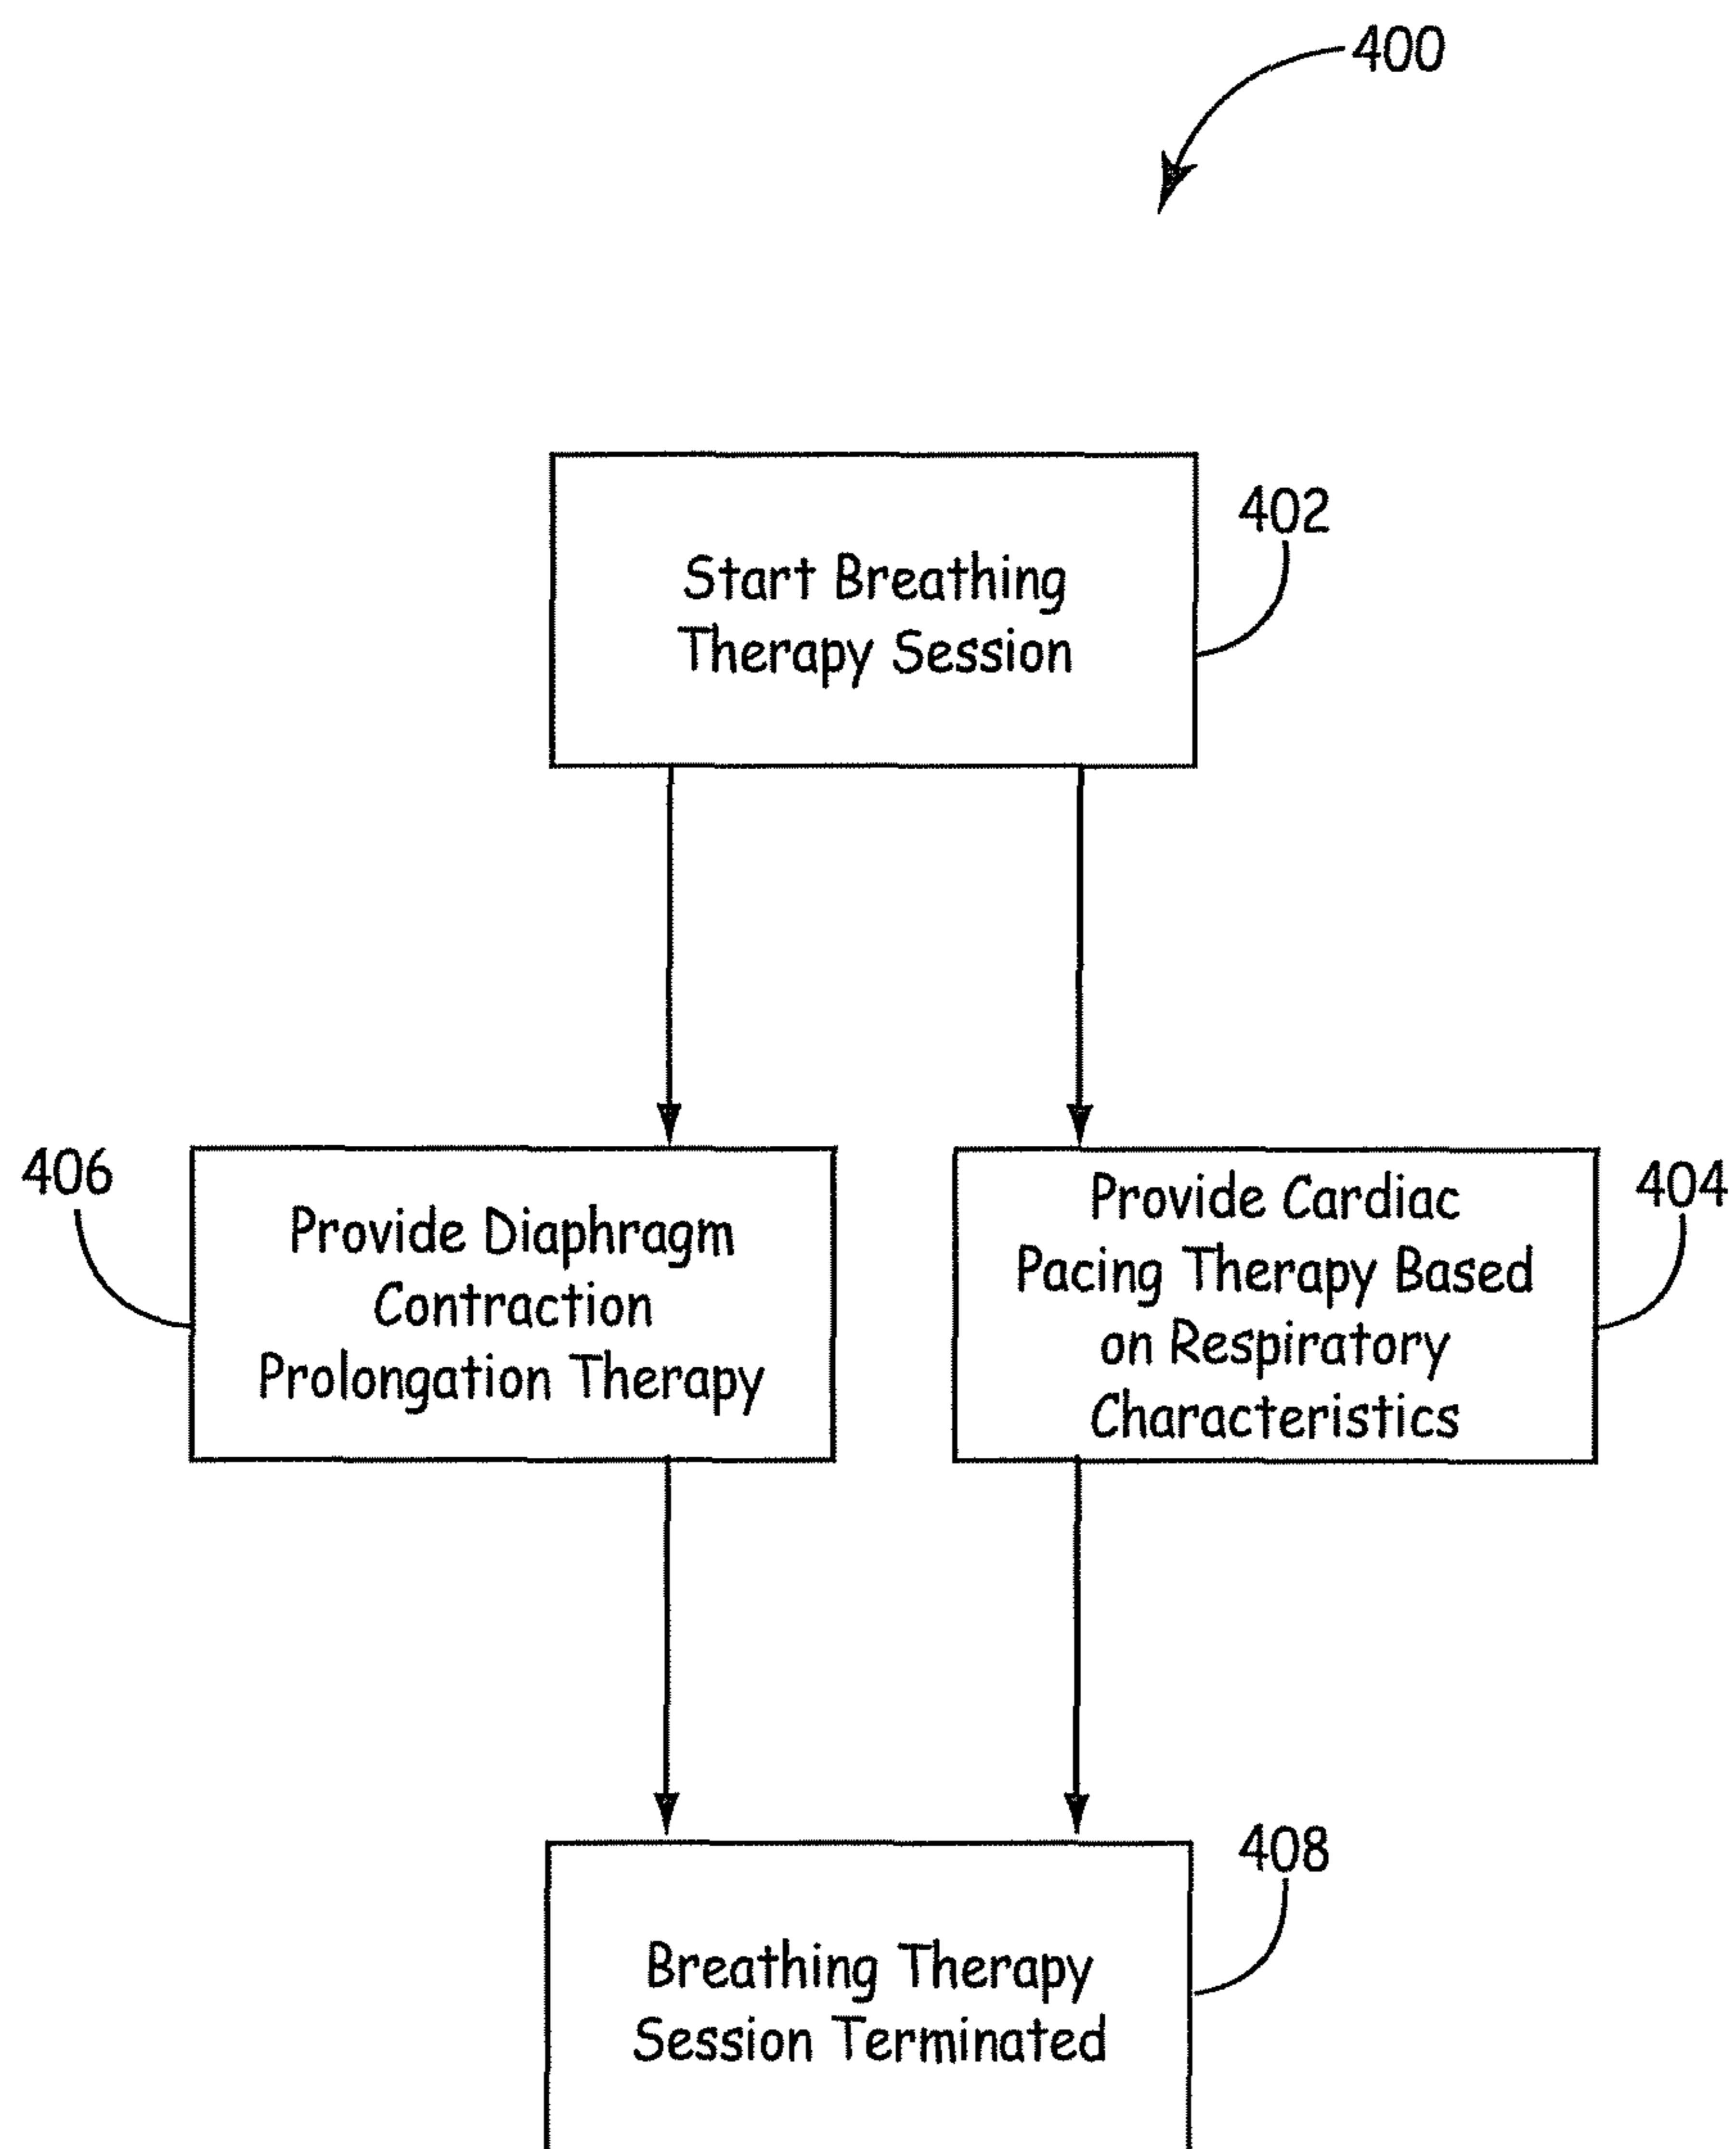 400
Start Breathing
Therapy Session
402
406
Provide Diaphragm
Contraction
Prolongation Therapy
Provide Cardiac
Pacing Therapy Based
on Respiratory
Characteristics
404
Breathing Therapy
Session Terminated
408